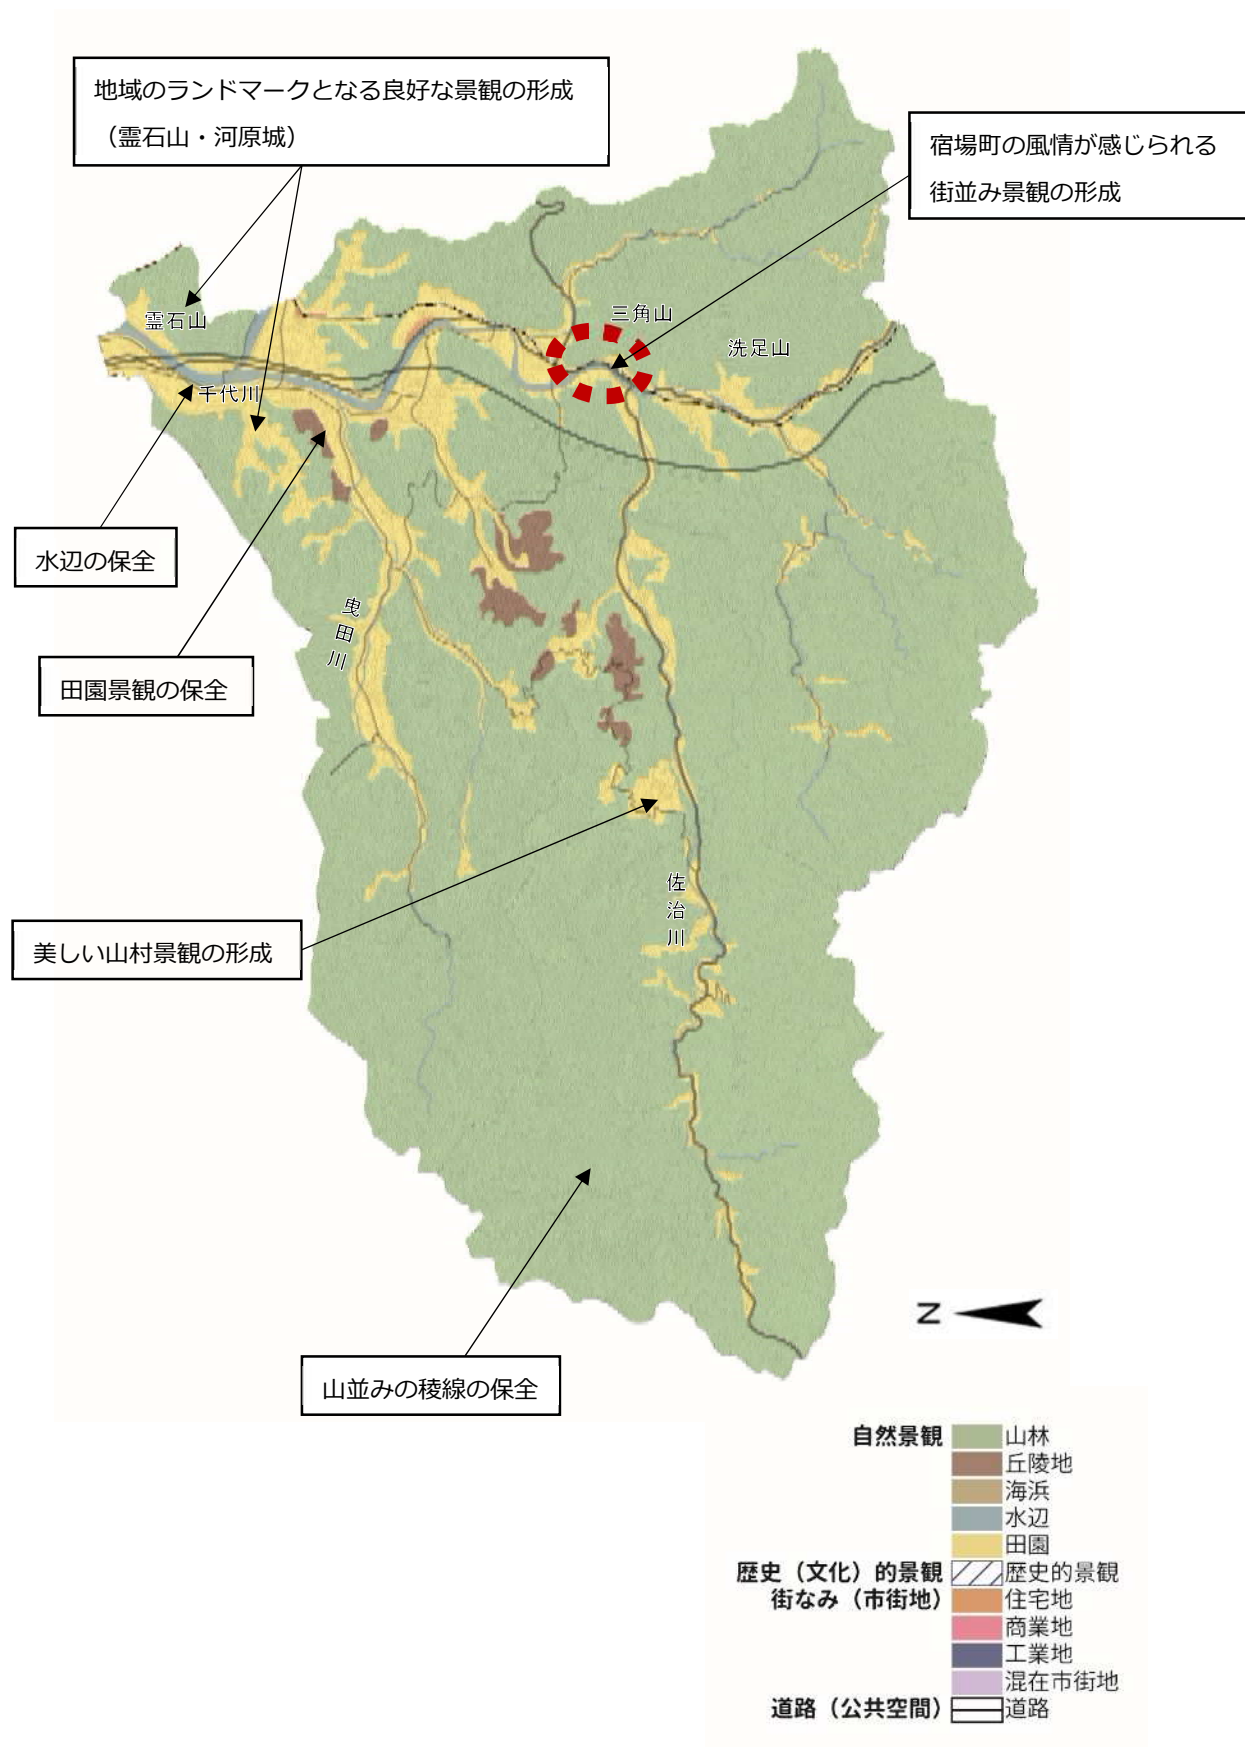 地域のランドマークとなる良好な景観の形成
（霊石山・河原城）
宿場町の風情が感じられる
街並み景観の形成
霊石山
三角山
洗足山
千代川
水辺の保全
曳田川
田園景観の保全
佐治川
美しい山村景観の形成
N
山並みの稜線の保全
自然景観
山林
丘陵地
海浜
水辺
田園
歴史（文化）的景観
歴史的景観
街なみ（市街地）
住宅地
商業地
工業地
混在市街地
道路（公共空間）
道路